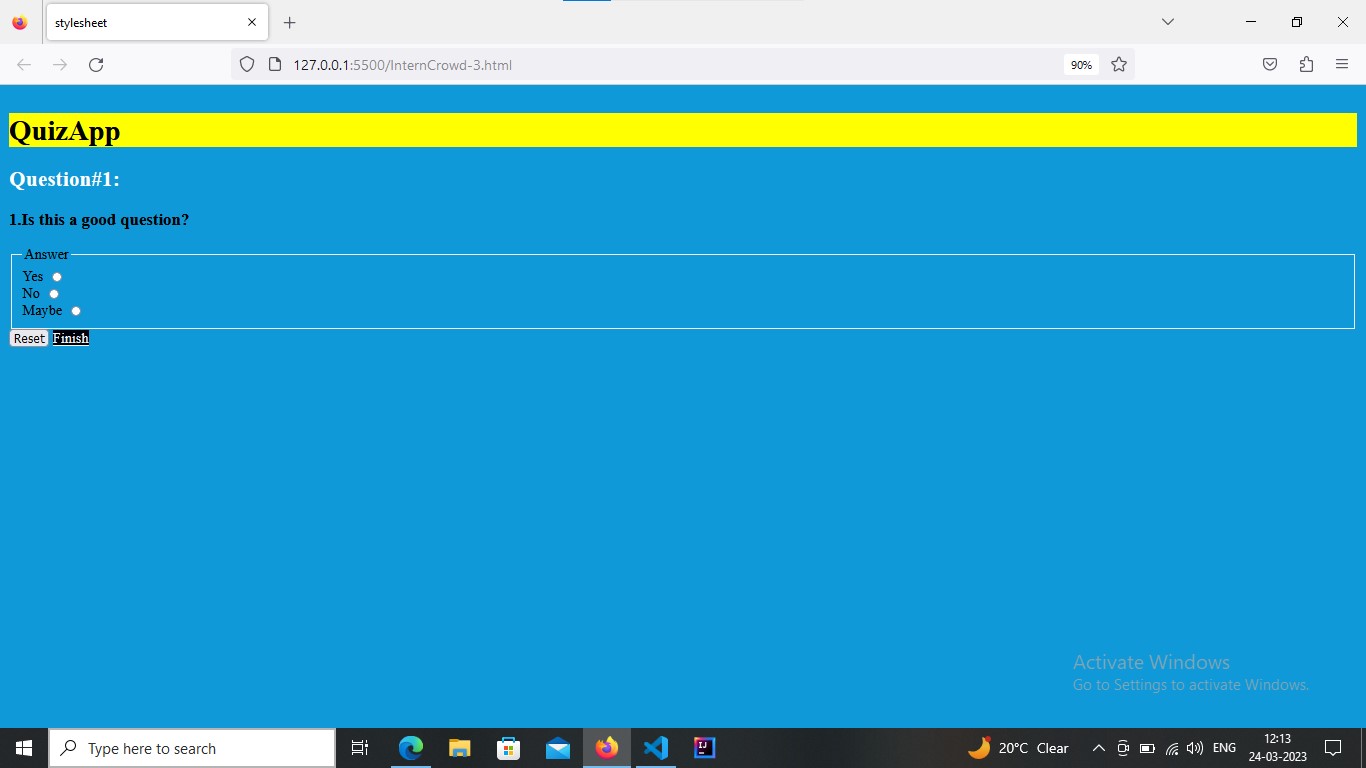 stylesheet
127.0.0.1:5500/InternCrowd-3.html
90%
QuizApp
Question#1:
1.Is this a good question?
Answer
Yes
No
Maybe
Reset Finish
Activate Windows
Go to Settings to activate Windows.
Type here to search
20°C Clear
ENG
12:13
24-03-2023